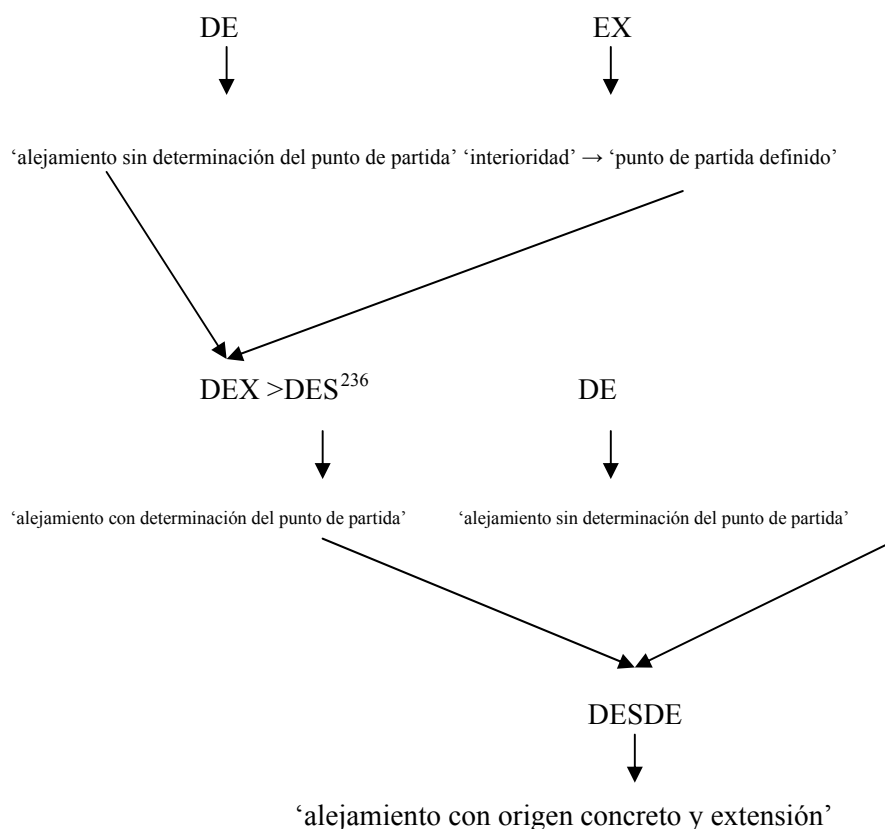 DE EX
‘alejamiento sin determinación del punto de partida’ ‘interioridad’ → ‘punto de partida definido’
DEX >DES236 DE
‘alejamiento con determinación del punto de partida’ ‘alejamiento sin determinación del punto de partida’
DESDE
‘alejamiento con origen concreto y extensión’